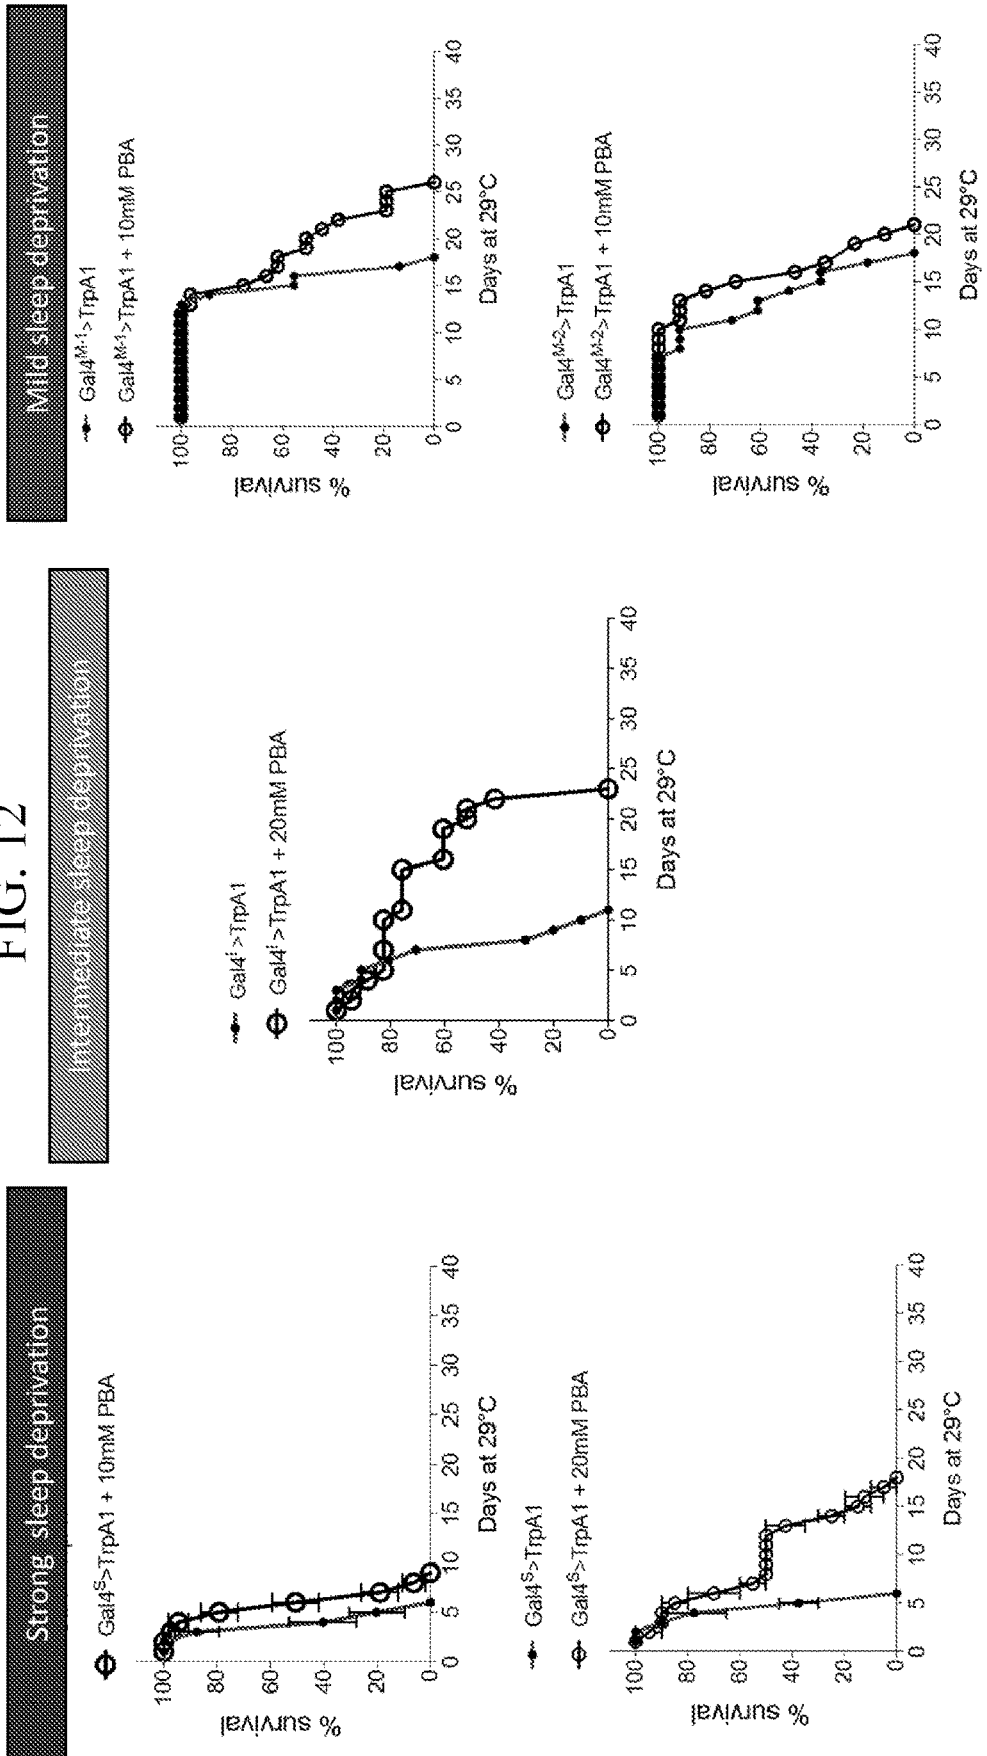 FIG. 12
Strong sleep deprivation
Gal4S>TrpA1 + 10mM PBA
% survival
100
80
60
40
20
0
0 5 10 15 20 25 30 35 40
Days at 29°C
Gal4S>TrpA1
Gal4S>TrpA1 + 20mM PBA
% survival
100
80
60
40
20
0
0 5 10 15 20 25 30 35 40
Days at 29°C
Intermediate sleep deprivation
Gal4I>TrpA1
Gal4I>TrpA1 + 20mM PBA
% survival
100
80
60
40
20
0
0 5 10 15 20 25 30 35 40
Days at 29°C
Mild sleep deprivation
Gal4M-1>TrpA1
Gal4M-1>TrpA1 + 10mM PBA
% survival
100
80
60
40
20
0
0 5 10 15 20 25 30 35 40
Days at 29°C
Gal4M-2>TrpA1
Gal4M-2>TrpA1 + 10mM PBA
% survival
100
80
60
40
20
0
0 5 10 15 20 25 30 35 40
Days at 29°C